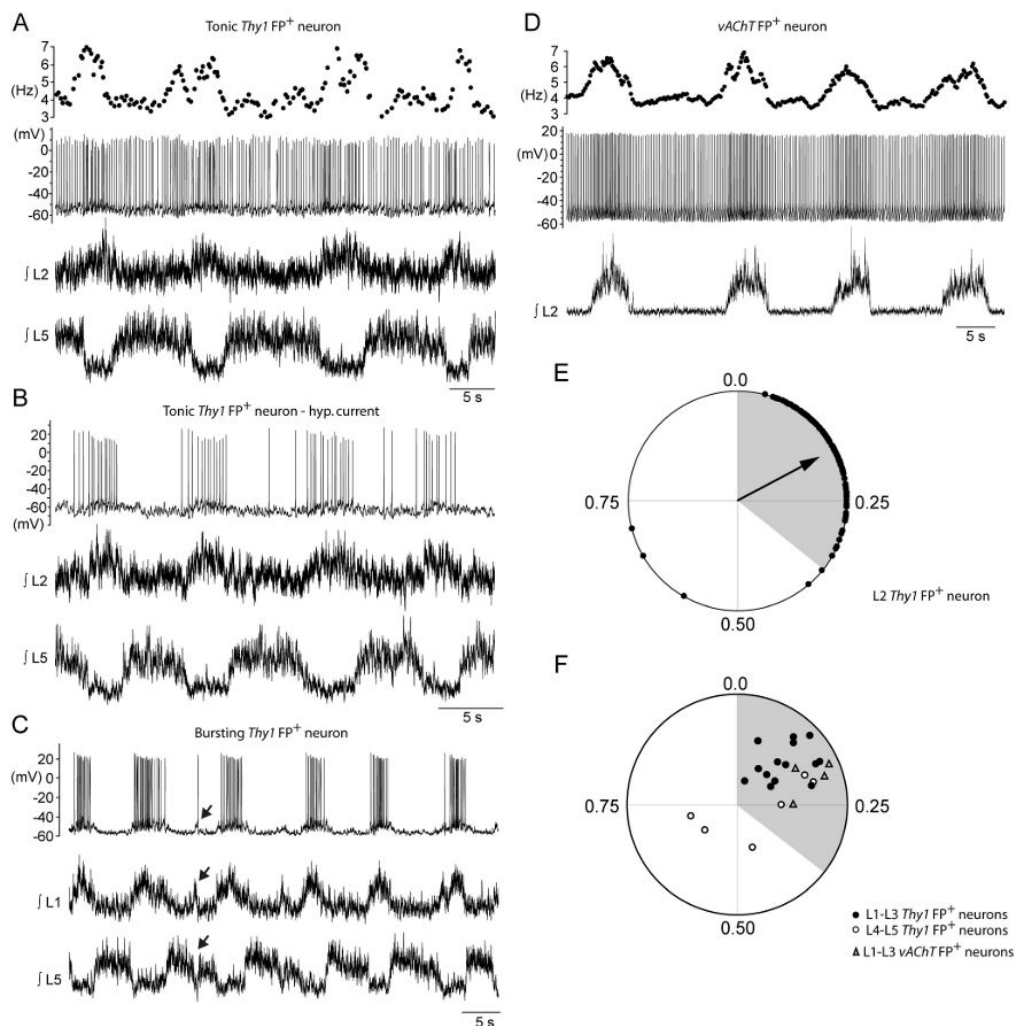 A
Tonic Thy1 FP+ neuron
7
6
5
(Hz)
4
3
(mV)
0
-20
-40
-60
∫ L2
∫ L5
5 s
B
Tonic Thy1 FP+ neuron - hyp. current
20
0
-20
-40
-60
(mV)
∫ L2
∫ L5
5 s
C
Bursting Thy1 FP+ neuron
(mV)
20
0
-20
-40
-60
∫ L1
∫ L5
5 s
D
vAChT FP+ neuron
7
6
5
(Hz)
4
3
20
(mV)
0
-20
-40
-60
∫ L2
5 s
E
0.0
0.75
0.25
0.50
L2 Thy1 FP+ neuron
F
0.0
0.75
0.25
0.50
L1-L3 Thy1 FP+ neurons
L4-L5 Thy1 FP+ neurons
L1-L3 vAChT FP+ neurons